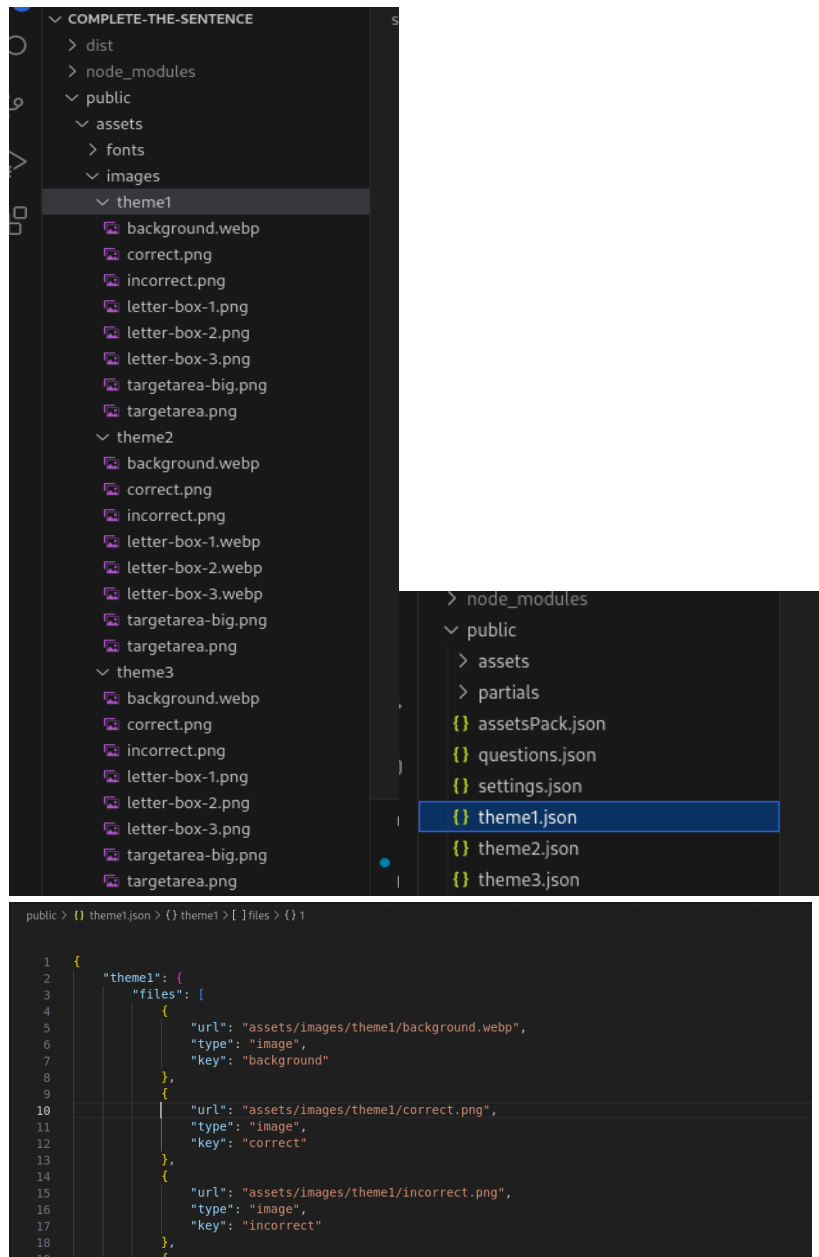 COMPLETE-THE-SENTENCE
dist
node_modules
public
assets
fonts
images
theme1
background.webp
correct.png
incorrect.png
letter-box-1.png
letter-box-2.png
letter-box-3.png
targetarea-big.png
targetarea.png
theme2
background.webp
correct.png
incorrect.png
letter-box-1.webp
letter-box-2.webp
letter-box-3.webp
targetarea-big.png
targetarea.png
theme3
background.webp
correct.png
incorrect.png
letter-box-1.png
letter-box-2.png
letter-box-3.png
targetarea-big.png
targetarea.png
node_modules
public
assets
partials
{} assetsPack.json
{} questions.json
{} settings.json
{} theme1.json
{} theme2.json
{} theme3.json
public > {} theme1.json > {} theme1 > [ ] files > {} 1
1 {
2 "theme1": {
3 "files": [
4 {
5 "url": "assets/images/theme1/background.webp",
6 "type": "image",
7 "key": "background"
8 },
9 {
10 "url": "assets/images/theme1/correct.png",
11 "type": "image",
12 "key": "correct"
13 },
14 {
15 "url": "assets/images/theme1/incorrect.png",
16 "type": "image",
17 "key": "incorrect"
18 },